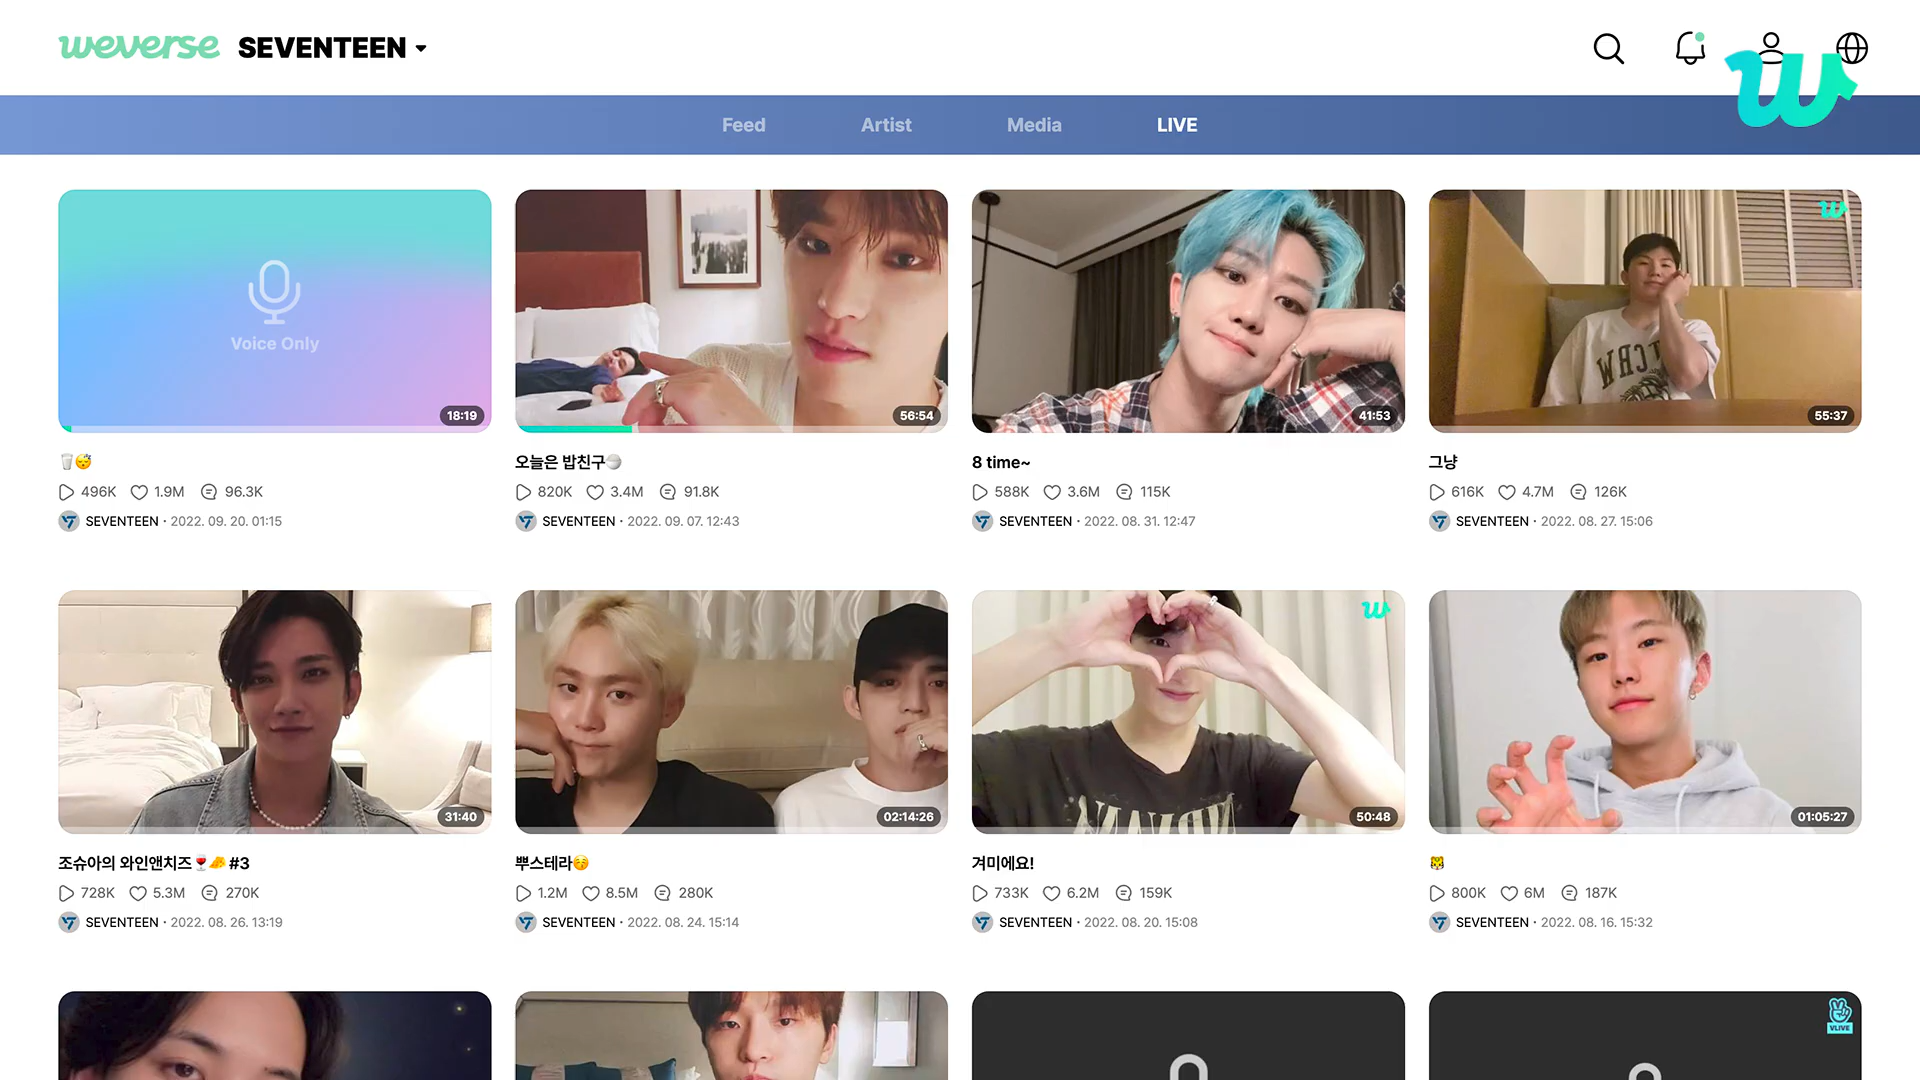 weverse SEVENTEEN
Feed Artist Media LIVE
Voice Only
18:19
56:54
41:53
55:37
🥛😴
496K 1.9M 96.3K
SEVENTEEN · 2022. 09. 20. 01:15
오늘은 밥친구🍚
820K 3.4M 91.8K
SEVENTEEN · 2022. 09. 07. 12:43
8 time~
588K 3.6M 115K
SEVENTEEN · 2022. 08. 31. 12:47
그냥
616K 4.7M 126K
SEVENTEEN · 2022. 08. 27. 15:06
31:40
02:14:26
50:48
01:05:27
조슈아의 와인앤치즈🍷🧀 #3
728K 5.3M 270K
SEVENTEEN · 2022. 08. 26. 13:19
뿌스테라😚
1.2M 8.5M 280K
SEVENTEEN · 2022. 08. 24. 15:14
겨미에요!
733K 6.2M 159K
SEVENTEEN · 2022. 08. 20. 15:08
🐯
800K 6M 187K
SEVENTEEN · 2022. 08. 16. 15:32
VLIVE